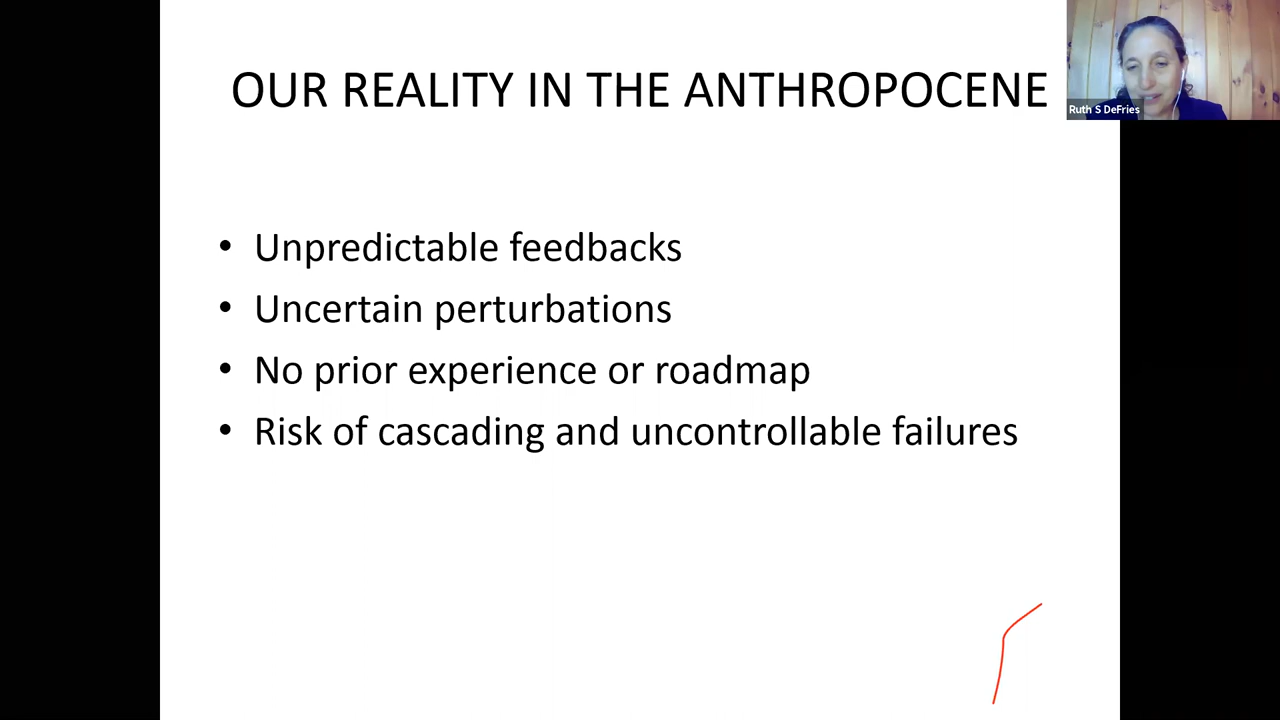 OUR REALITY IN THE ANTHROPOCENE
Ruth S DeFries
• Unpredictable feedbacks
• Uncertain perturbations
• No prior experience or roadmap
• Risk of cascading and uncontrollable failures